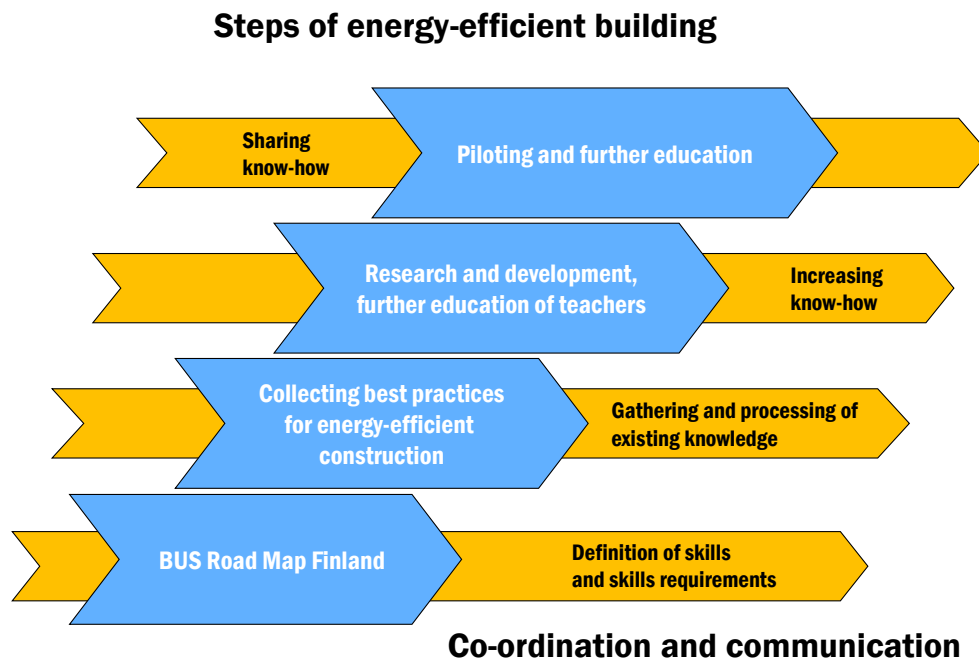 Steps of energy-efficient building
Sharing
know-how
Piloting and further education
Research and development,
further education of teachers
Increasing
know-how
Collecting best practices
for energy-efficient
construction
Gathering and processing of
existing knowledge
BUS Road Map Finland
Definition of skills
and skills requirements
Co-ordination and communication